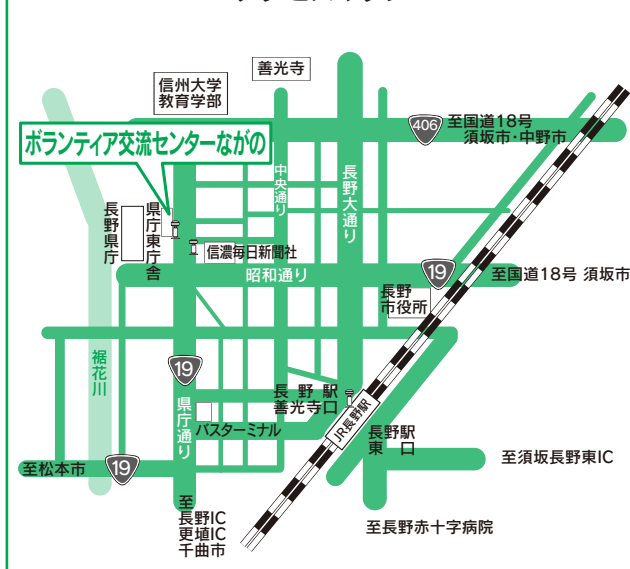 善光寺
信州大学
教育学部
406
至国道18号
須坂市・中野市
ボランティア交流センターながの
中央通り
長野大通り
長野県庁
県庁東庁舎
信濃毎日新聞社
昭和通り
19
至国道18号 須坂市
長野
市役所
裾花川
19
県庁通り
長野駅
善光寺口
JR長野駅
バスターミナル
長野駅
東口
至松本市
19
至須坂長野東IC
至
長野IC
更埴IC
千曲市
至長野赤十字病院